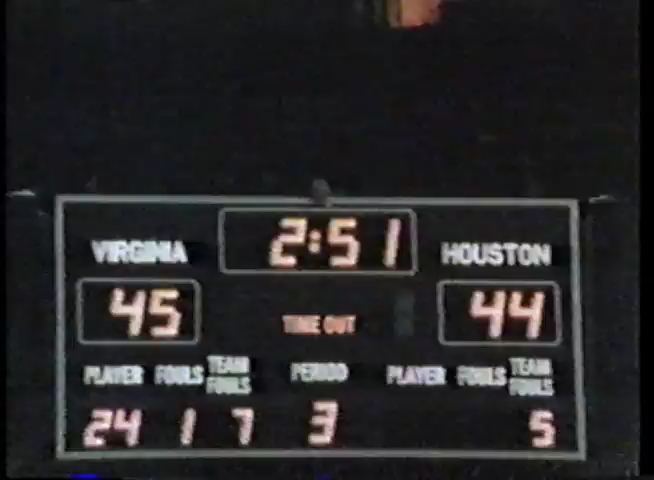 VIRGINIA 2:51 HOUSTON
45 TIME OUT 44
PLAYER FOULS TEAM FOULS PERIOD PLAYER FOULS TEAM FOULS
24 1 7 3 5